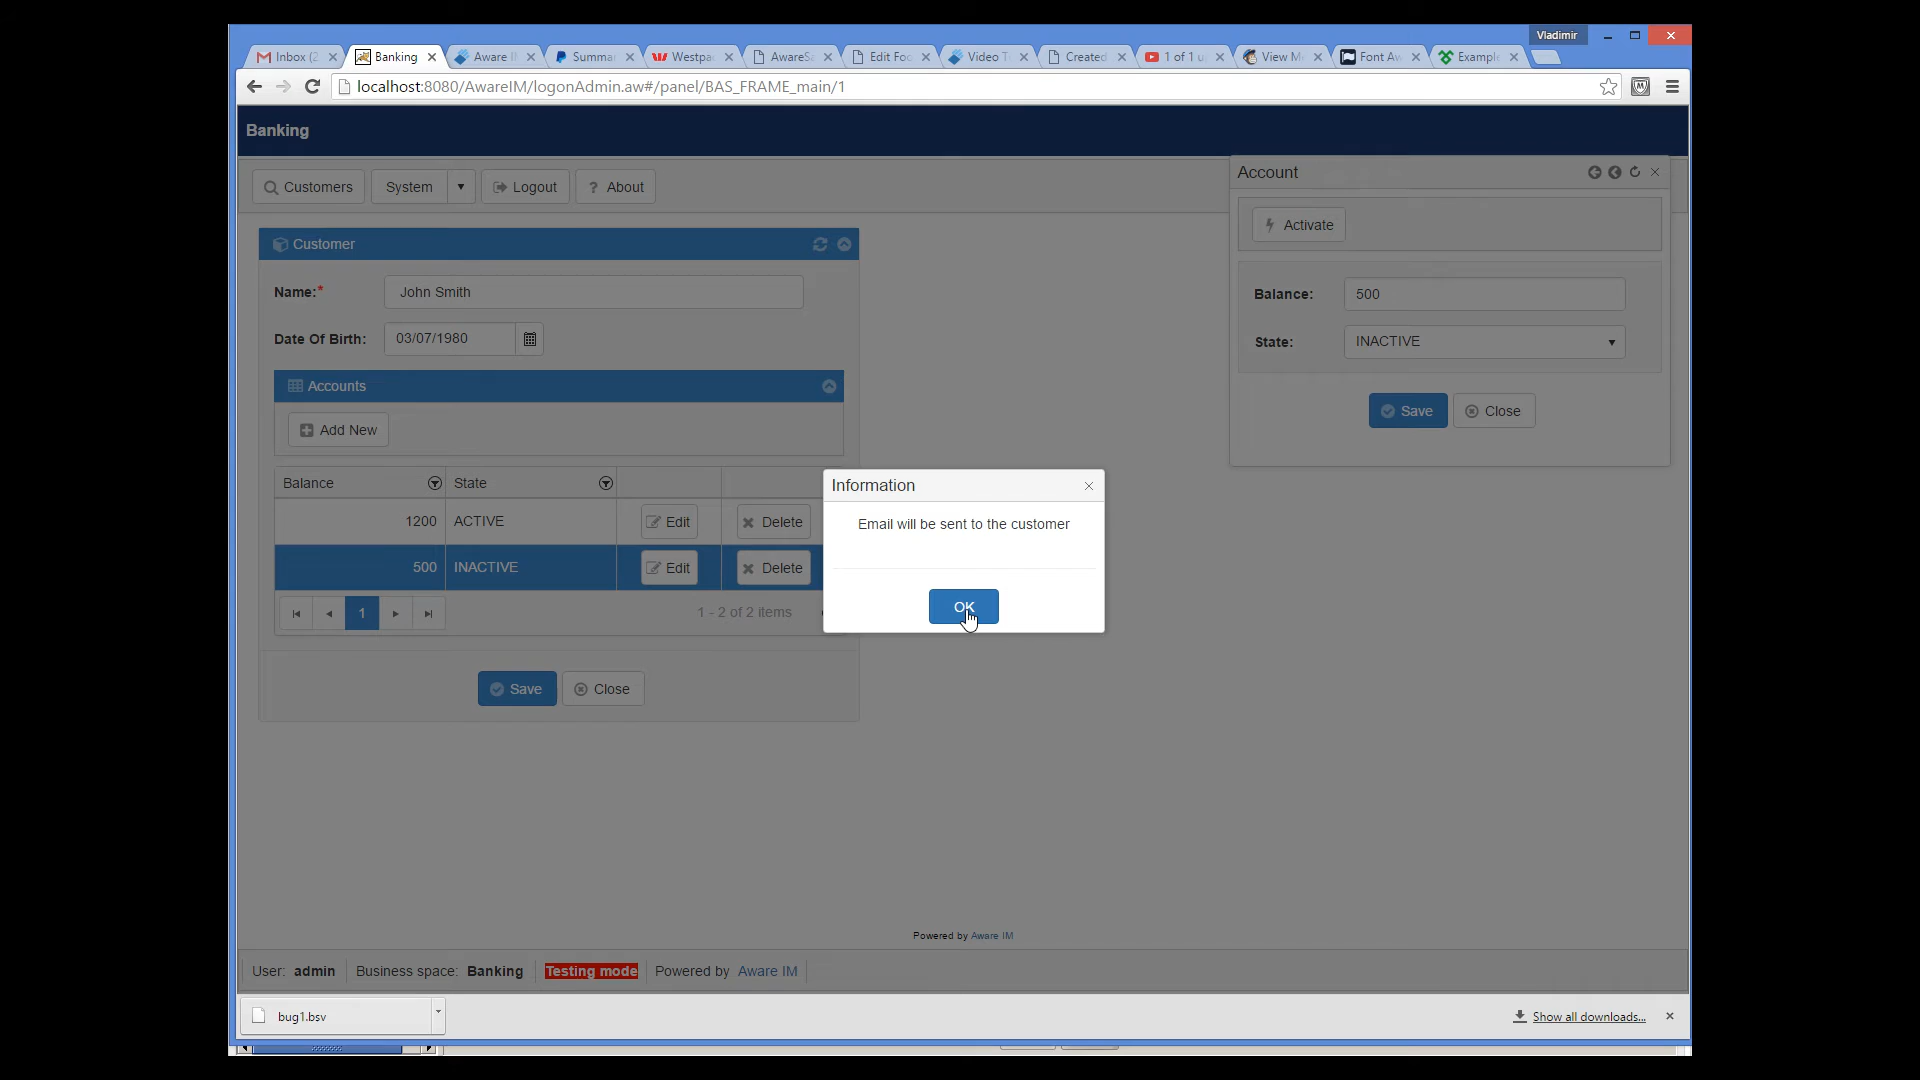 Vladimir
Inbox (2
Banking
Aware I
Summa
Westpa
AwareS
Edit Fo
Video T
Created
1 of 1 u
View M
Font Aw
Example
localhost:8080/AwareIM/logonAdmin.aw#/panel/BAS_FRAME_main/1
Banking
Customers
System
Logout
? About
Account
Activate
Customer
Name:*
John Smith
Balance:
500
Date Of Birth:
03/07/1980
State:
INACTIVE
Accounts
Save
Close
Add New
Balance
State
1200
ACTIVE
Edit
Delete
500
INACTIVE
Edit
Delete
1
1 - 2 of 2 items
Information
Email will be sent to the customer
OK
Save
Close
Powered by Aware IM
User: admin
Business space: Banking
Testing mode
Powered by Aware IM
bug1.bsv
Show all downloads...